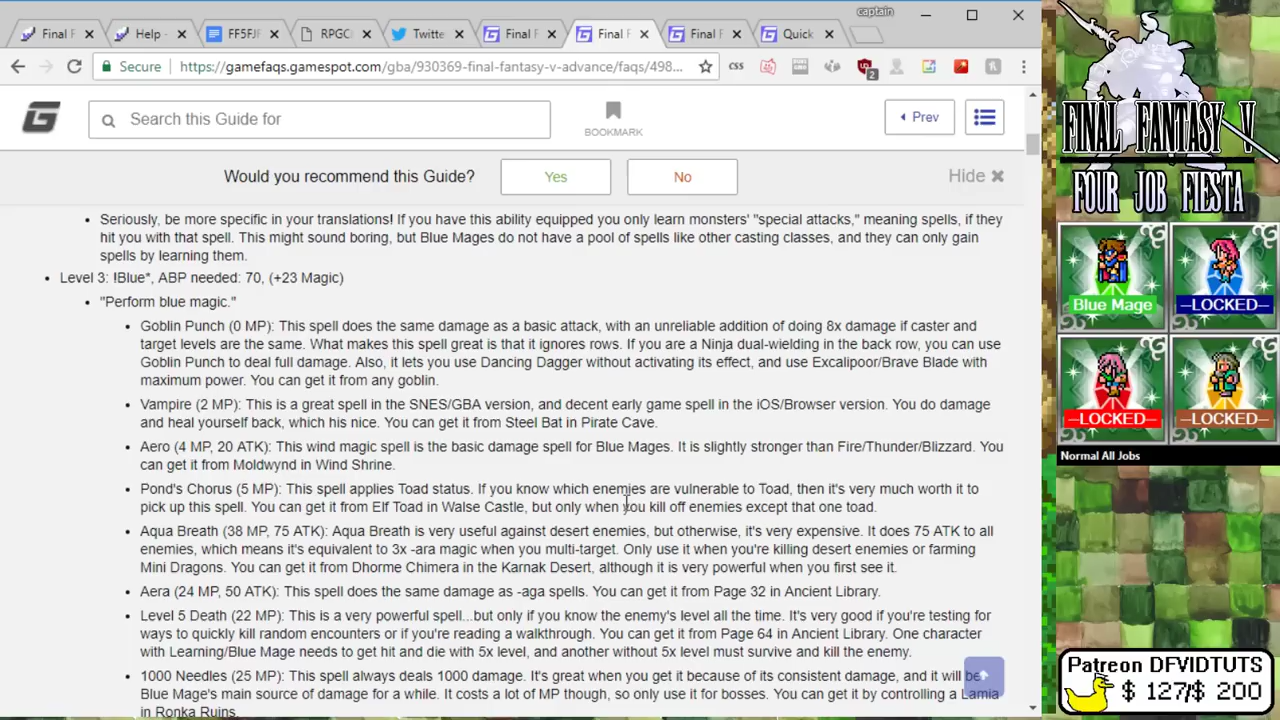 captain
Final F
Help -
FF5FJF
RPGC
Twitte
Final F
Final F
Final F
Quick
Secure
https://gamefaqs.gamespot.com/gba/930369-final-fantasy-v-advance/faqs/498...
css
2
Search this Guide for
BOOKMARK
Prev
Would you recommend this Guide?
Yes
No
Hide
Seriously, be more specific in your translations! If you have this ability equipped you only learn monsters' "special attacks," meaning spells, if they
hit you with that spell. This might sound boring, but Blue Mages do not have a pool of spells like other casting classes, and they can only gain
spells by learning them.
Level 3: !Blue*, ABP needed: 70, (+23 Magic)
"Perform blue magic."
Goblin Punch (0 MP): This spell does the same damage as a basic attack, with an unreliable addition of doing 8x damage if caster and
target levels are the same. What makes this spell great is that it ignores rows. If you are a Ninja dual-wielding in the back row, you can use
Goblin Punch to deal full damage. Also, it lets you use Dancing Dagger without activating its effect, and use Excalipoor/Brave Blade with
maximum power. You can get it from any goblin.
Vampire (2 MP): This is a great spell in the SNES/GBA version, and decent early game spell in the iOS/Browser version. You do damage
and heal yourself back, which his nice. You can get it from Steel Bat in Pirate Cave.
Aero (4 MP, 20 ATK): This wind magic spell is the basic damage spell for Blue Mages. It is slightly stronger than Fire/Thunder/Blizzard. You
can get it from Moldwynd in Wind Shrine.
Pond's Chorus (5 MP): This spell applies Toad status. If you know which enemies are vulnerable to Toad, then it's very much worth it to
pick up this spell. You can get it from Elf Toad in Walse Castle, but only when you kill off enemies except that one toad.
Aqua Breath (38 MP, 75 ATK): Aqua Breath is very useful against desert enemies, but otherwise, it's very expensive. It does 75 ATK to all
enemies, which means it's equivalent to 3x -ara magic when you multi-target. Only use it when you're killing desert enemies or farming
Mini Dragons. You can get it from Dhorme Chimera in the Karnak Desert, although it is very powerful when you first see it.
Aera (24 MP, 50 ATK): This spell does the same damage as -aga spells. You can get it from Page 32 in Ancient Library.
Level 5 Death (22 MP): This is a very powerful spell...but only if you know the enemy's level all the time. It's very good if you're testing for
ways to quickly kill random encounters or if you're reading a walkthrough. You can get it from Page 64 in Ancient Library. One character
with Learning/Blue Mage needs to get hit and die with 5x level, and another without 5x level must survive and kill the enemy.
1000 Needles (25 MP): This spell always deals 1000 damage. It's great when you get it because of its consistent damage, and it will be
Blue Mage's main source of damage for a while. It costs a lot of MP though, so only use it for bosses. You can get it by controlling a Lamia
in Ronka Ruins.
FINAL FANTASY V
FOUR JOB FIESTA
Blue Mage
--LOCKED--
--LOCKED--
--LOCKED--
Normal All Jobs
Patreon DFVIDTUTS
$ 127/$ 200